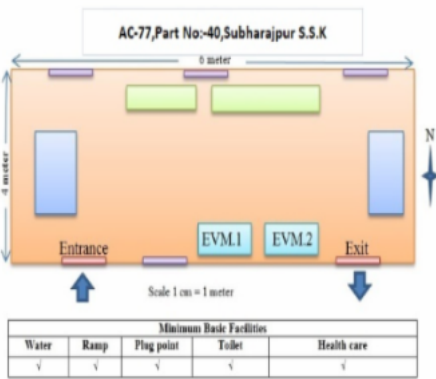 AC-77,Part No:-40,Subharajpur S.S.K
6 meter
4 meter
N
EVM.1 EVM.2
Entrance Exit
Scale 1 cm = 1 meter
Minimum Basic Facilities
Water Ramp Plug point Toilet Health care
√ √ √ √ √